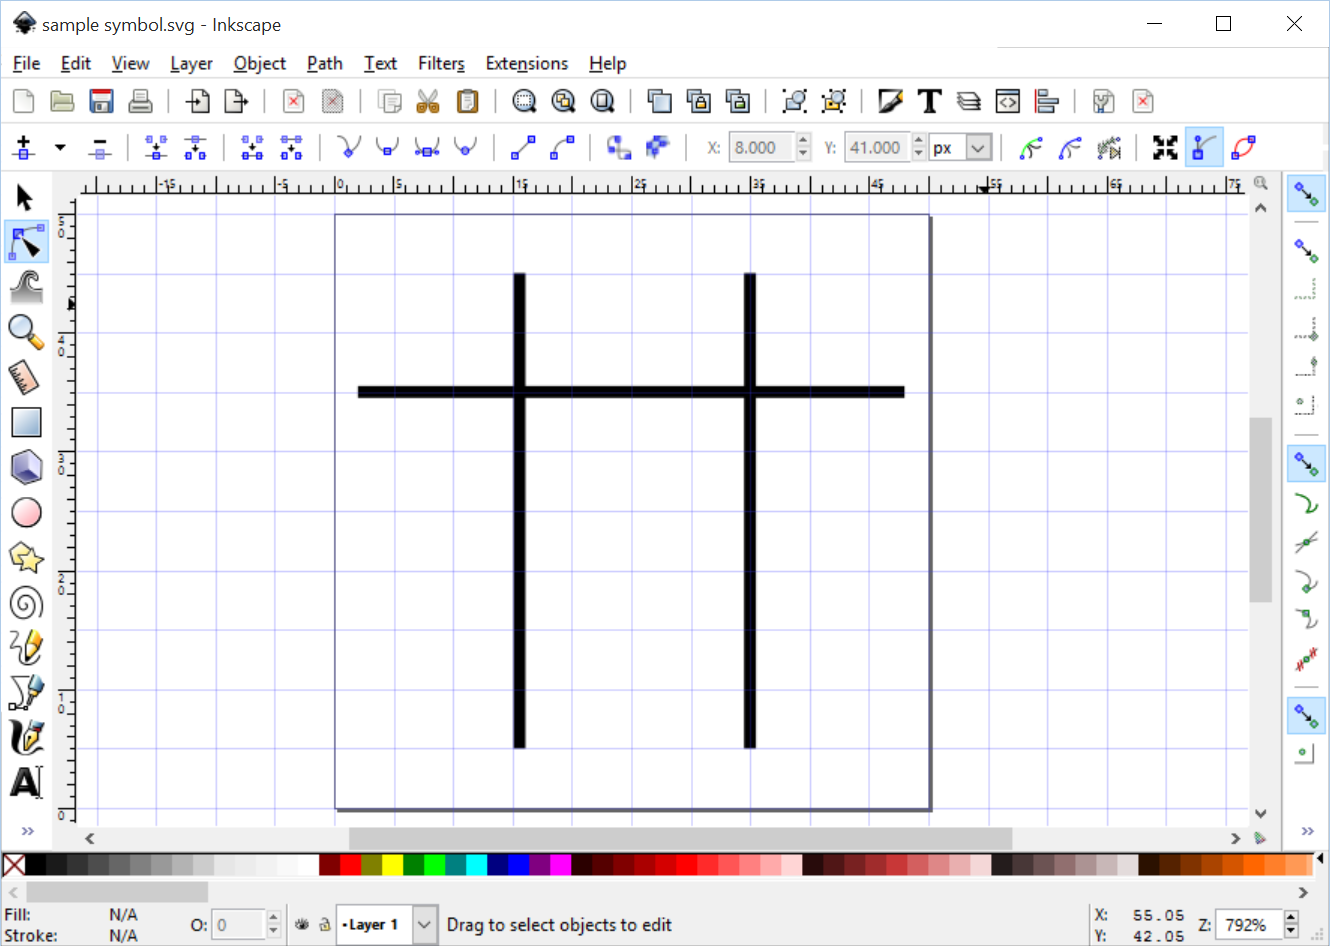 sample symbol.svg - Inkscape
File Edit View Layer Object Path Text Filters Extensions Help
X: 8.000 Y: 41.000 px
-15 -5 0 5 15 25 35 45 55 65 75
50
40
30
20
10
0
Fill: N/A
Stroke: N/A
O: 0
•Layer 1
Drag to select objects to edit
X: 55.05
Y: 42.05
Z: 792%